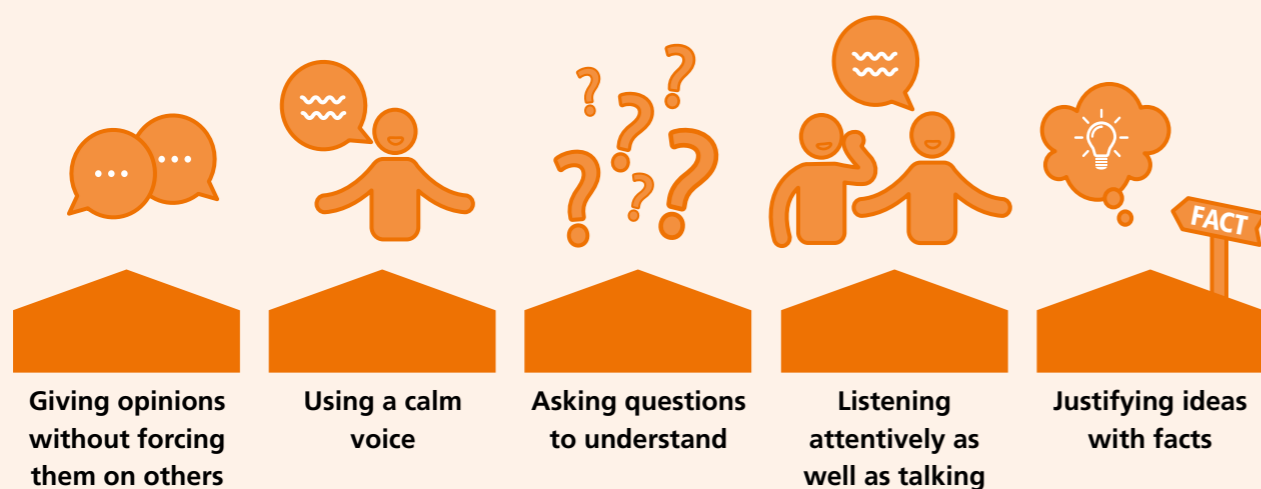 FACT
Giving opinions
without forcing
them on others
Using a calm
voice
Asking questions
to understand
Listening
attentively as
well as talking
Justifying ideas
with facts